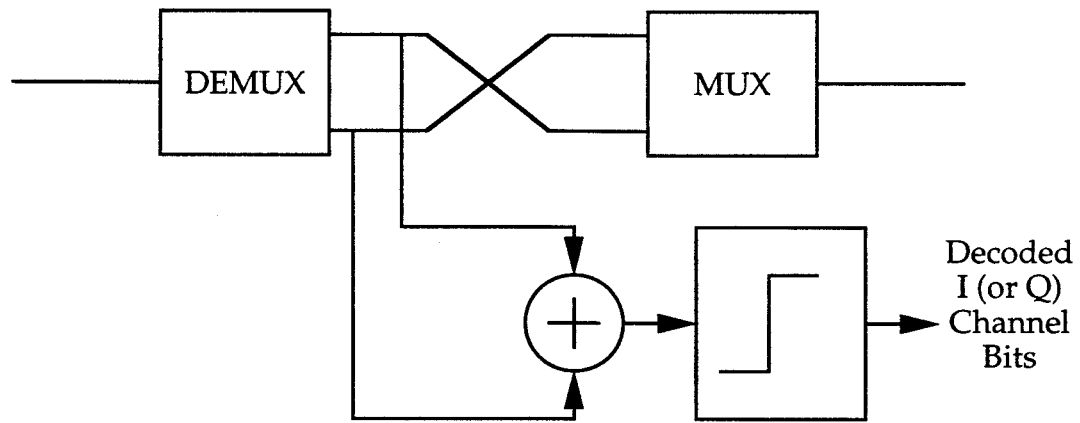 DEMUX
MUX
Decoded
I (or Q)
Channel
Bits